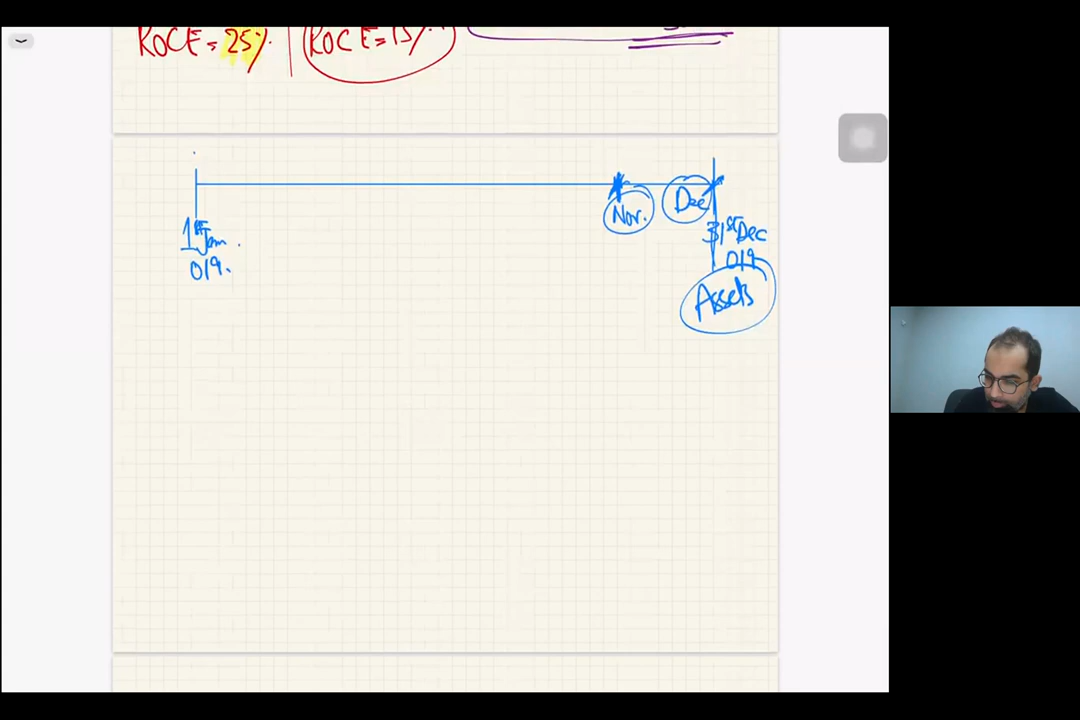 ROCE = 25%
ROCE = 15%
Nov.
Dec
1st Jan
019.
31st Dec
019
Assets